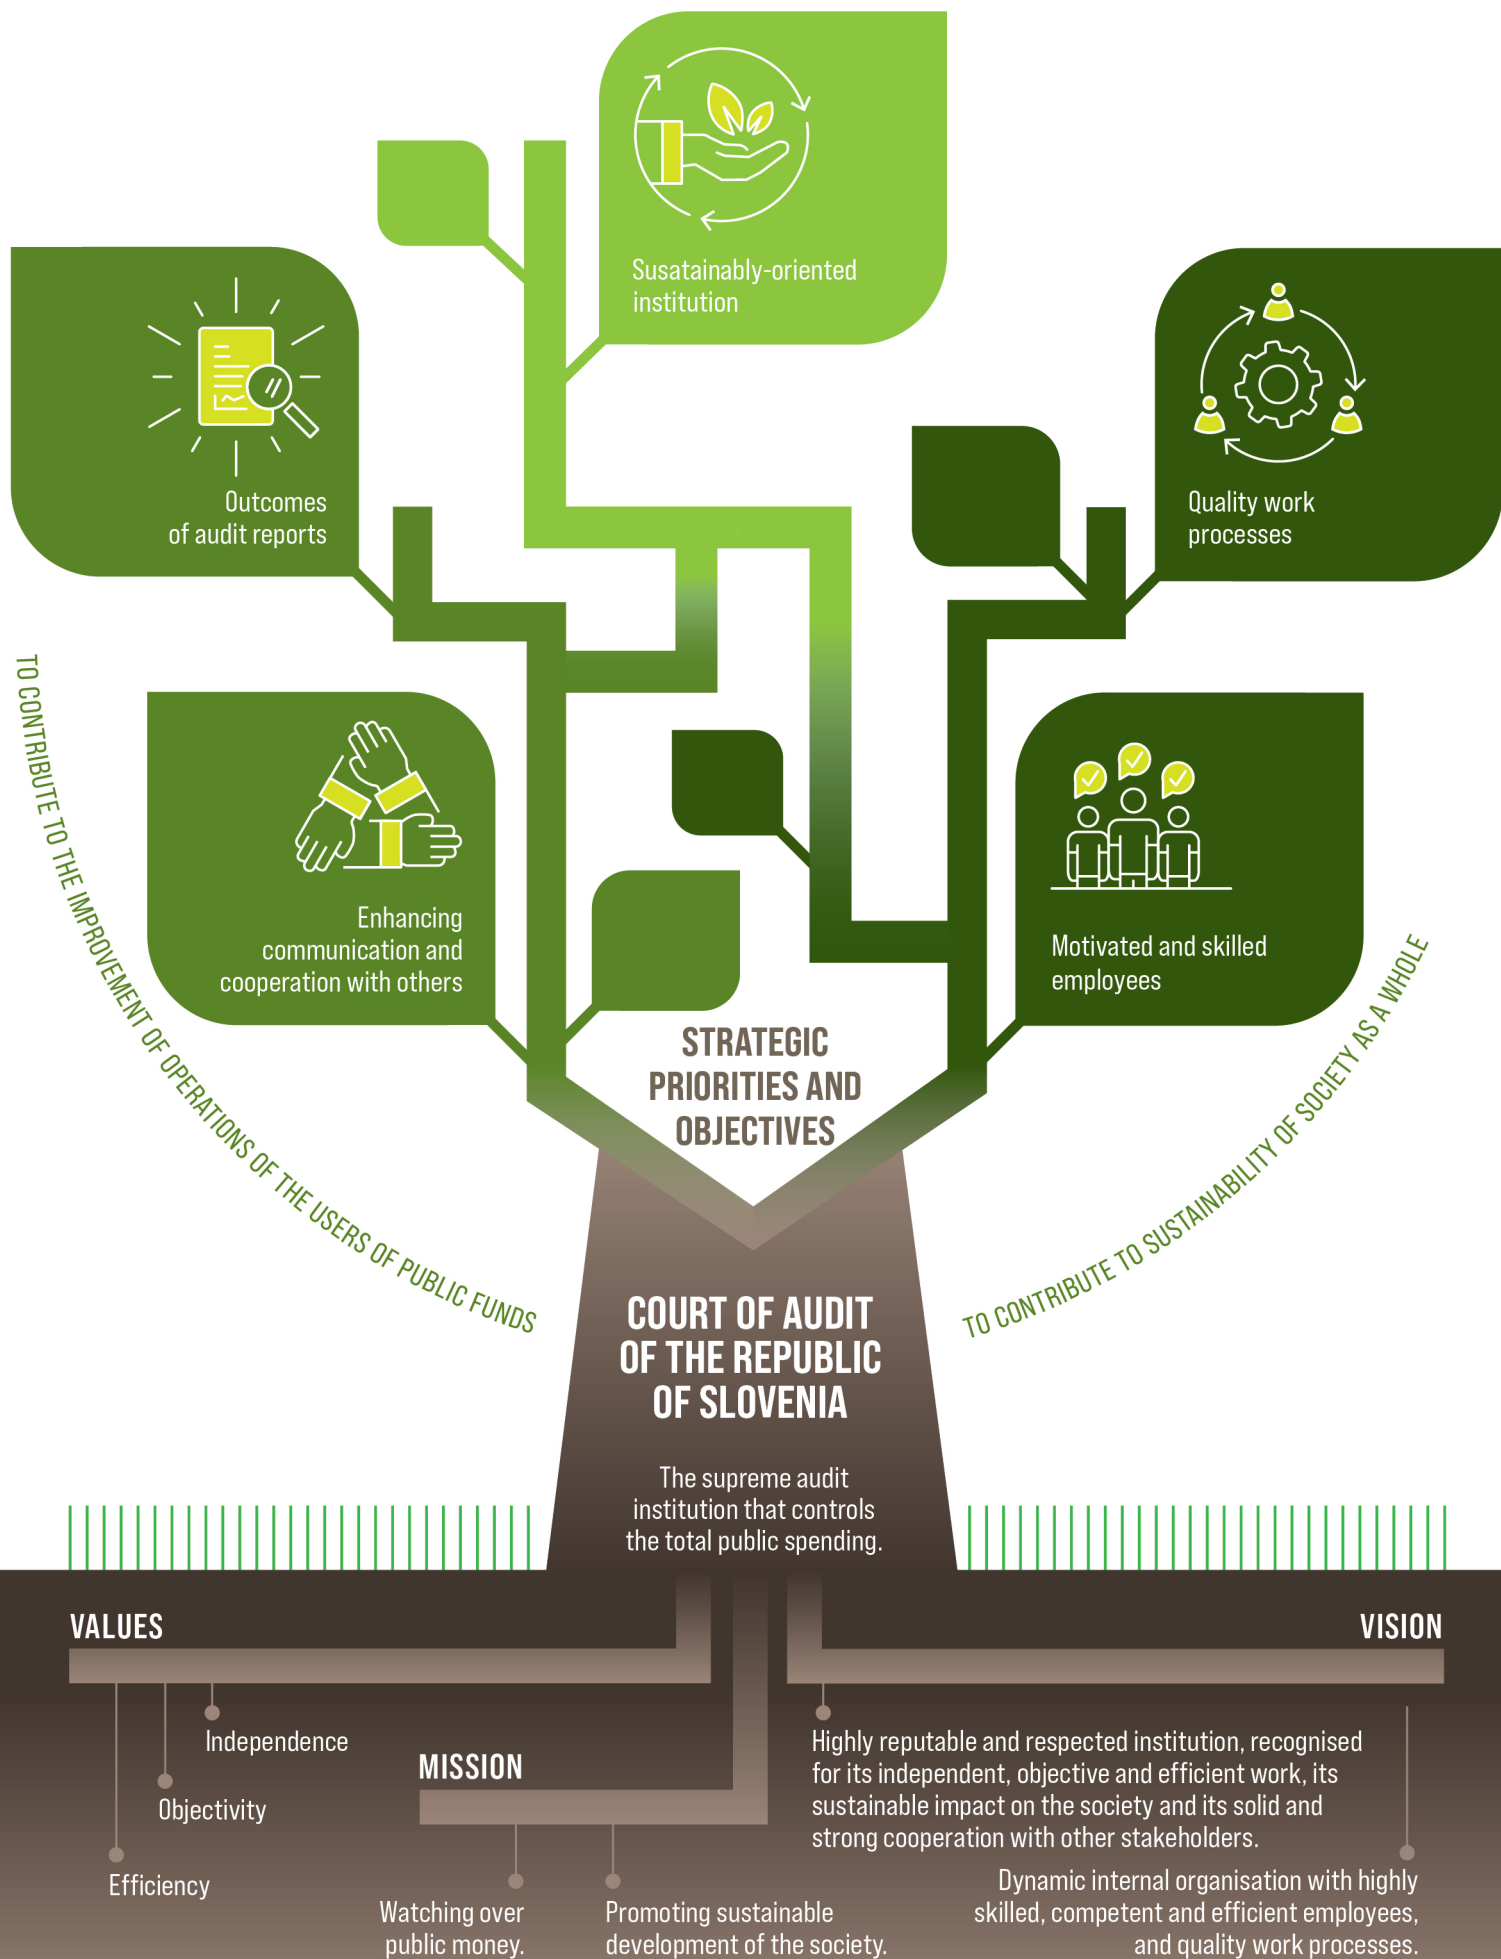 Susatainably-oriented
institution
Outcomes
of audit reports
Quality work
processes
Enhancing
communication and
cooperation with others
Motivated and skilled
employees
TO CONTRIBUTE TO THE IMPROVEMENT OF OPERATIONS OF THE USERS OF PUBLIC FUNDS
TO CONTRIBUTE TO SUSTAINABILITY OF SOCIETY AS A WHOLE
STRATEGIC
PRIORITIES AND
OBJECTIVES
COURT OF AUDIT
OF THE REPUBLIC
OF SLOVENIA
The supreme audit
institution that controls
the total public spending.
VALUES
Independence
Objectivity
Efficiency
MISSION
Watching over
public money.
Promoting sustainable
development of the society.
VISION
Highly reputable and respected institution, recognised
for its independent, objective and efficient work, its
sustainable impact on the society and its solid and
strong cooperation with other stakeholders.
Dynamic internal organisation with highly
skilled, competent and efficient employees,
and quality work processes.